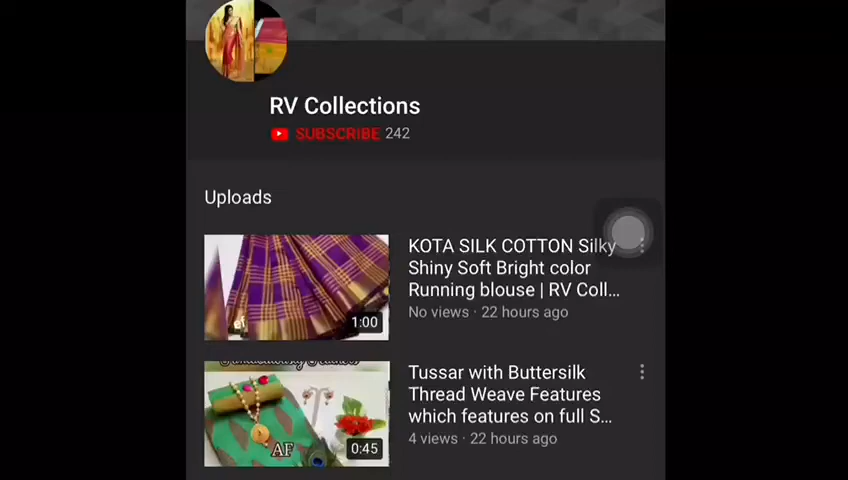 RV Collections
SUBSCRIBE 242
Uploads
KOTA SILK COTTON Silky
Shiny Soft Bright color
Running blouse | RV Coll...
No views · 22 hours ago
1:00
Tussar with Buttersilk
Thread Weave Features
which features on full S...
4 views · 22 hours ago
AF
0:45